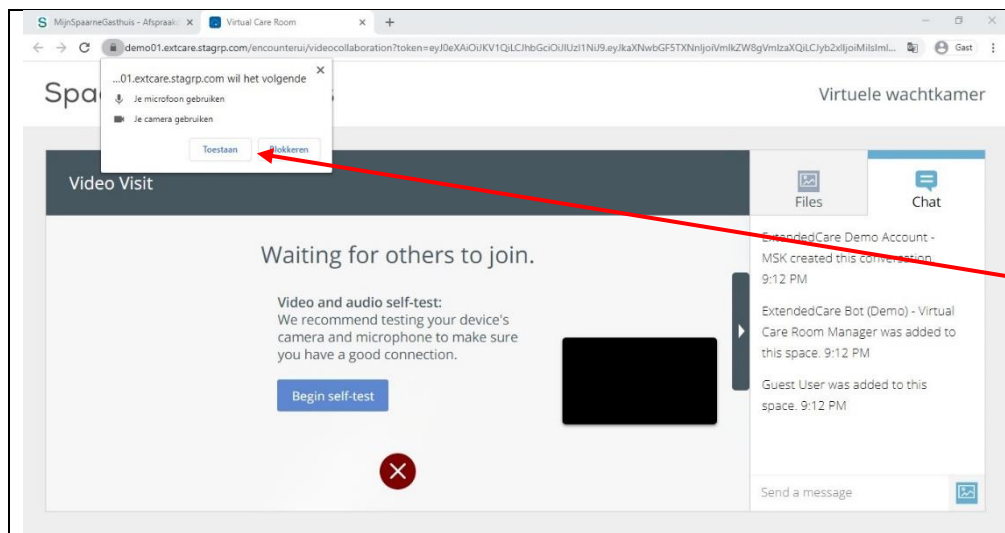 MijnSpaarneGasthuis - Afspraak
Virtual Care Room
demo01.extcare.stagrp.com/encounterui/videocollaboration?token=eyJ0eXAiOiJKV1QiLCJhbGciOiJIUzI1NiJ9.eyJkaXNwbGF5TXNnIjoiVmlkZW8gVmlzaXQiLCJyb2xlIjoiMiIsImI...
Gast
...01.extcare.stagrp.com wil het volgende
Je microfoon gebruiken
Je camera gebruiken
Toestaan
Blokkeren
Spa
Virtuele wachtkamer
Video Visit
Files
Chat
Waiting for others to join.
Video and audio self-test:
We recommend testing your device's
camera and microphone to make sure
you have a good connection.
Begin self-test
ExtendedCare Demo Account -
MSK created this conversation.
9:12 PM
ExtendedCare Bot (Demo) - Virtual
Care Room Manager was added to
this space. 9:12 PM
Guest User was added to this
space. 9:12 PM
Send a message